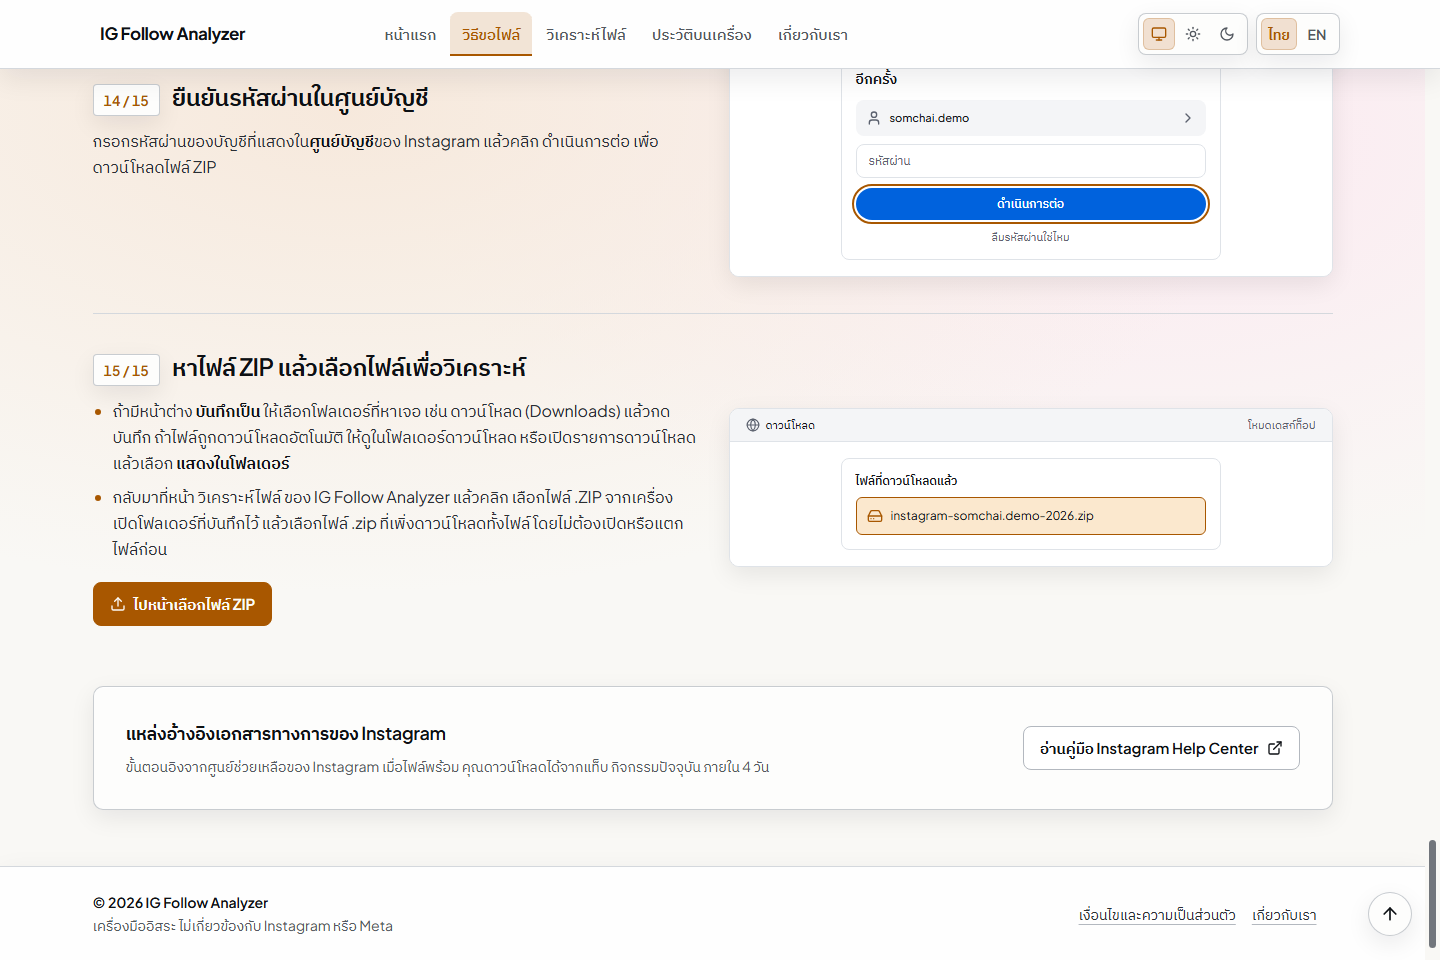 IG Follow Analyzer
หน้าแรก
วิธีขอไฟล์
วิเคราะห์ไฟล์
ประวัติบนเครื่อง
เกี่ยวกับเรา
ไทย
EN
14/15
ยืนยันรหัสผ่านในศูนย์บัญชี
กรอกรหัสผ่านของบัญชีที่แสดงในศูนย์บัญชีของ Instagram แล้วคลิก ดำเนินการต่อ เพื่อ
ดาวน์โหลดไฟล์ ZIP
อีกครั้ง
somchai.demo
รหัสผ่าน
ดำเนินการต่อ
ลืมรหัสผ่านใช่ไหม
15/15
หาไฟล์ ZIP แล้วเลือกไฟล์เพื่อวิเคราะห์
ถ้ามีหน้าต่าง บันทึกเป็น ให้เลือกโฟลเดอร์ที่หาเจอ เช่น ดาวน์โหลด (Downloads) แล้วกด
บันทึก ถ้าไฟล์ถูกดาวน์โหลดอัตโนมัติ ให้ดูในโฟลเดอร์ดาวน์โหลด หรือเปิดรายการดาวน์โหลด
แล้วเลือก แสดงในโฟลเดอร์
กลับมาที่หน้า วิเคราะห์ไฟล์ ของ IG Follow Analyzer แล้วคลิก เลือกไฟล์ .ZIP จากเครื่อง
เปิดโฟลเดอร์ที่บันทึกไว้ แล้วเลือกไฟล์ .zip ที่เพิ่งดาวน์โหลดทั้งไฟล์ โดยไม่ต้องเปิดหรือแตก
ไฟล์ก่อน
ไปหน้าเลือกไฟล์ ZIP
ดาวน์โหลด
โหมดเดสก์ท็อป
ไฟล์ที่ดาวน์โหลดแล้ว
instagram-somchai.demo-2026.zip
แหล่งอ้างอิงเอกสารทางการของ Instagram
ขั้นตอนอิงจากศูนย์ช่วยเหลือของ Instagram เมื่อไฟล์พร้อม คุณดาวน์โหลดได้จากแท็บ กิจกรรมปัจจุบัน ภายใน 4 วัน
อ่านคู่มือ Instagram Help Center
© 2026 IG Follow Analyzer
เครื่องมืออิสระ ไม่เกี่ยวข้องกับ Instagram หรือ Meta
เงื่อนไขและความเป็นส่วนตัว
เกี่ยวกับเรา